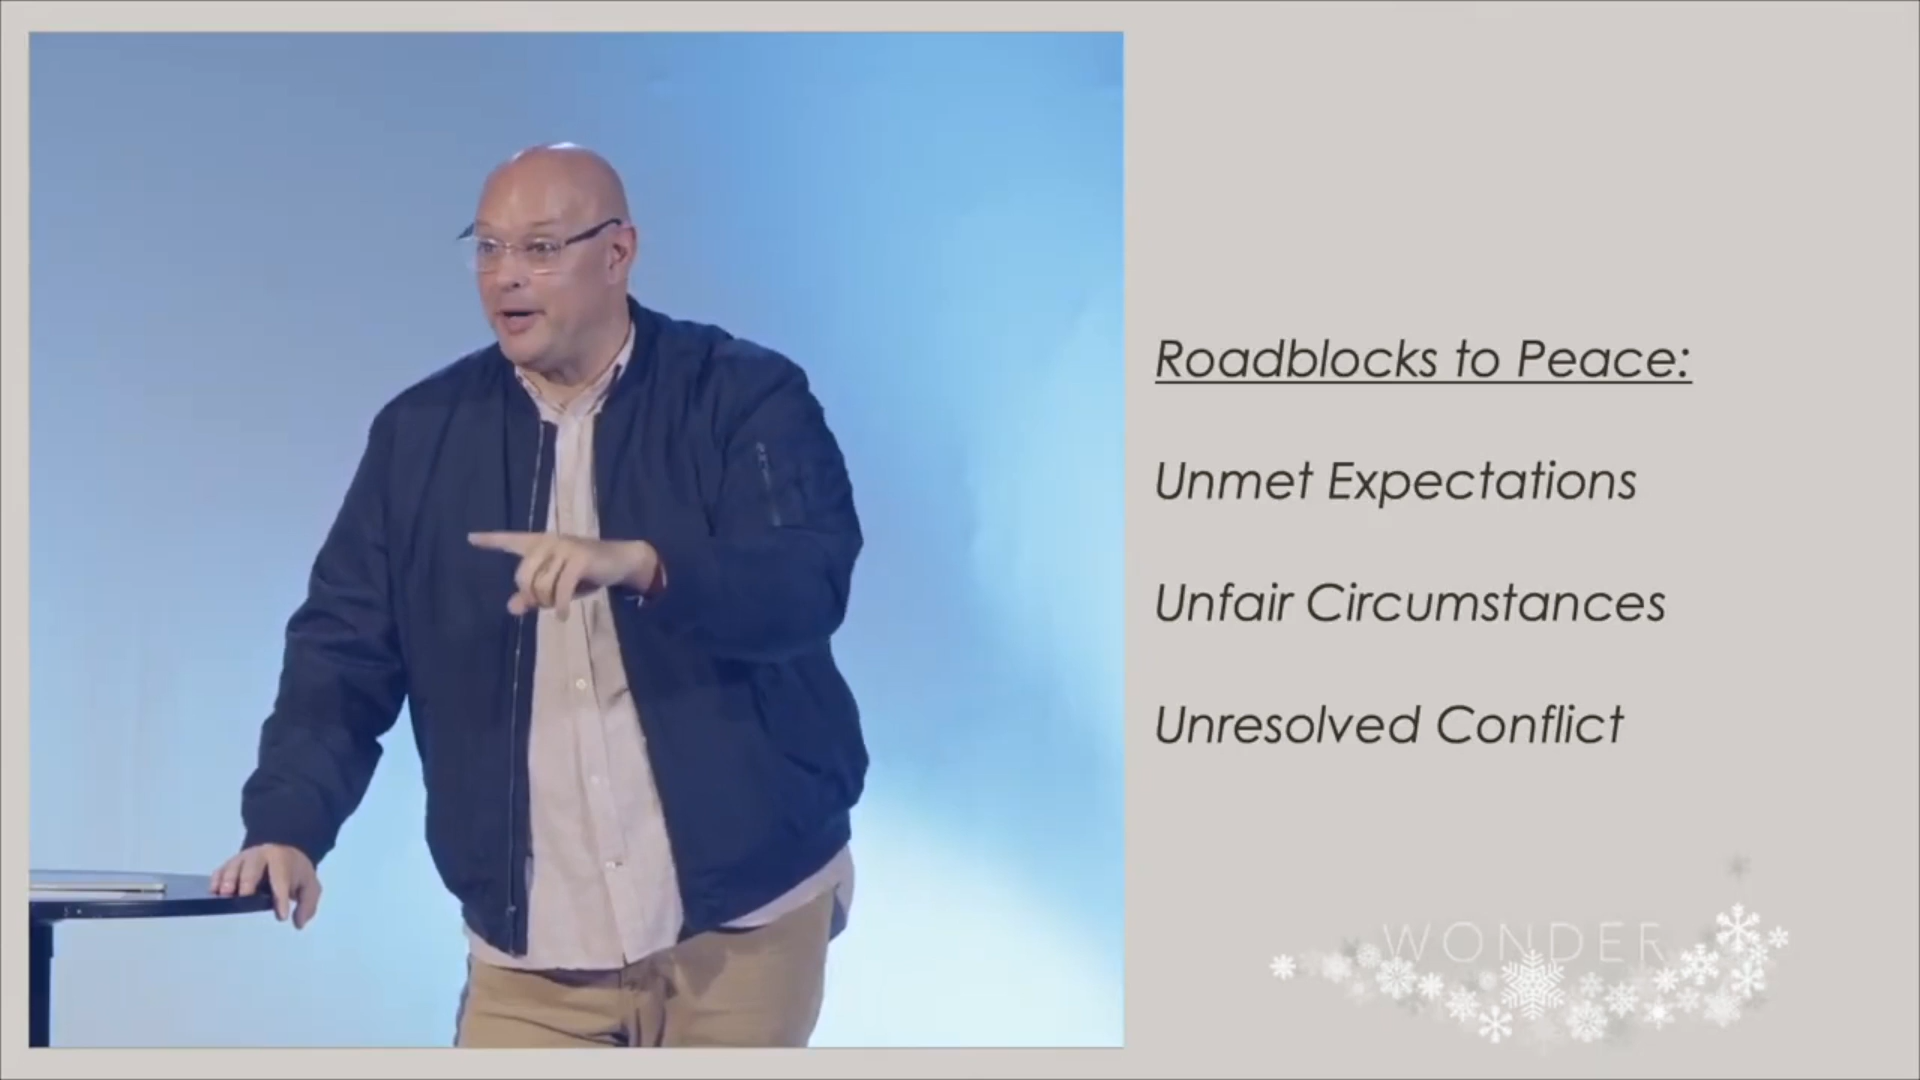 Roadblocks to Peace:
Unmet Expectations
Unfair Circumstances
Unresolved Conflict
WONDER